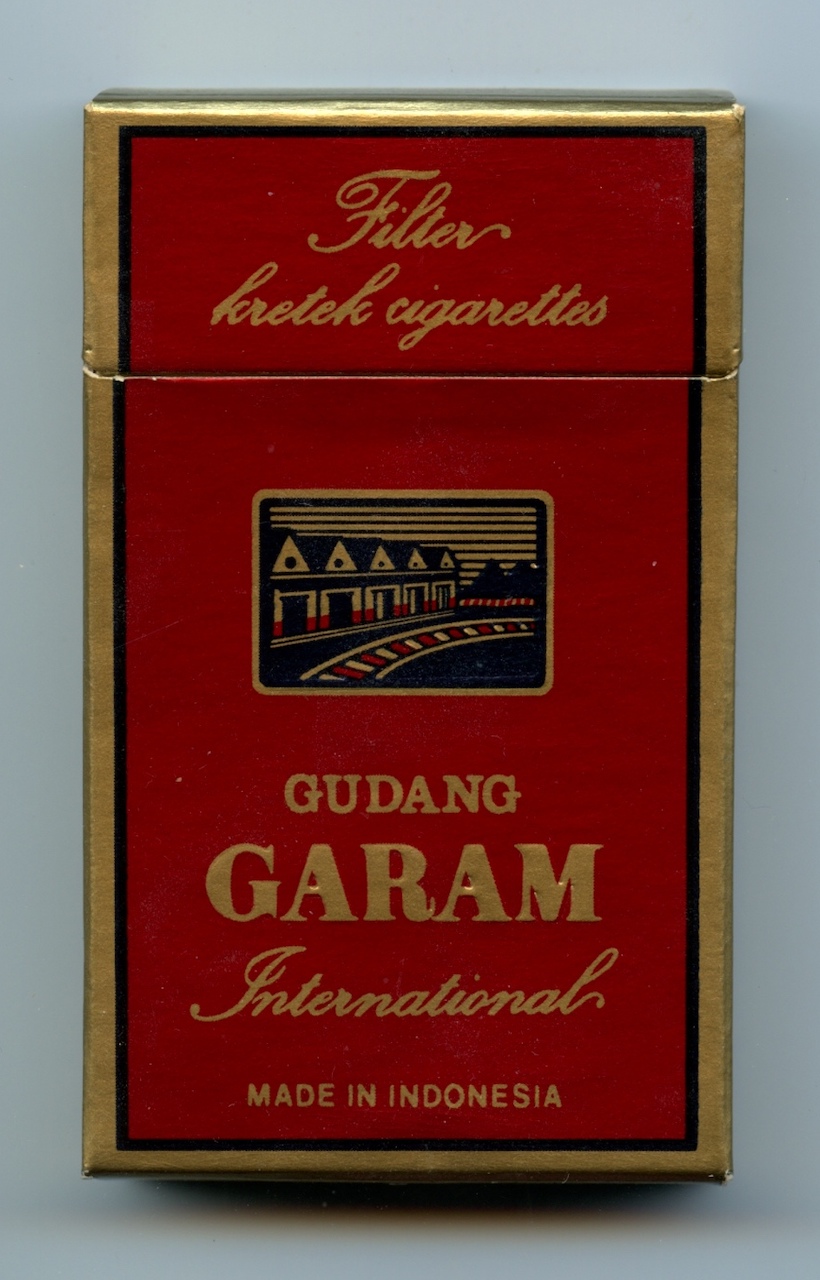 Filter
kretek cigarettes
GUDANG
GARAM
International
MADE IN INDONESIA